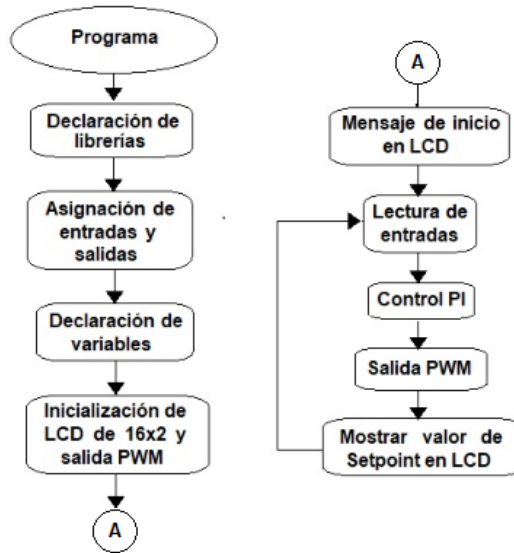 Programa
Declaración de
librerías
Asignación de
entradas y
salidas
Declaración de
variables
Inicialización de
LCD de 16x2 y
salida PWM
A
A
Mensaje de inicio
en LCD
Lectura de
entradas
Control PI
Salida PWM
Mostrar valor de
Setpoint en LCD